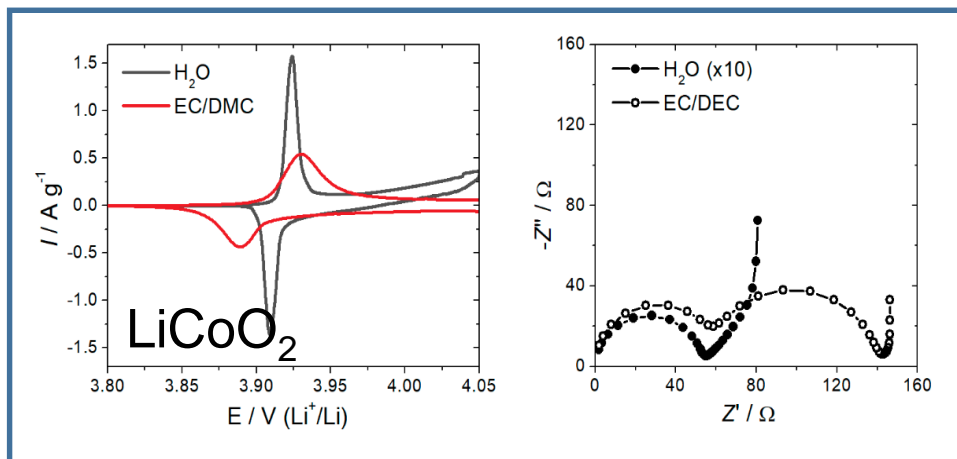 1.5
1.0
0.5
0.0
-0.5
-1.0
-1.5
I / A g⁻¹
H₂O
EC/DMC
LiCoO₂
3.80 3.85 3.90 3.95 4.00 4.05
E / V (Li⁺/Li)
160
120
80
40
0
-Z'' / Ω
H₂O (x10)
EC/DEC
0 40 80 120 160
Z' / Ω